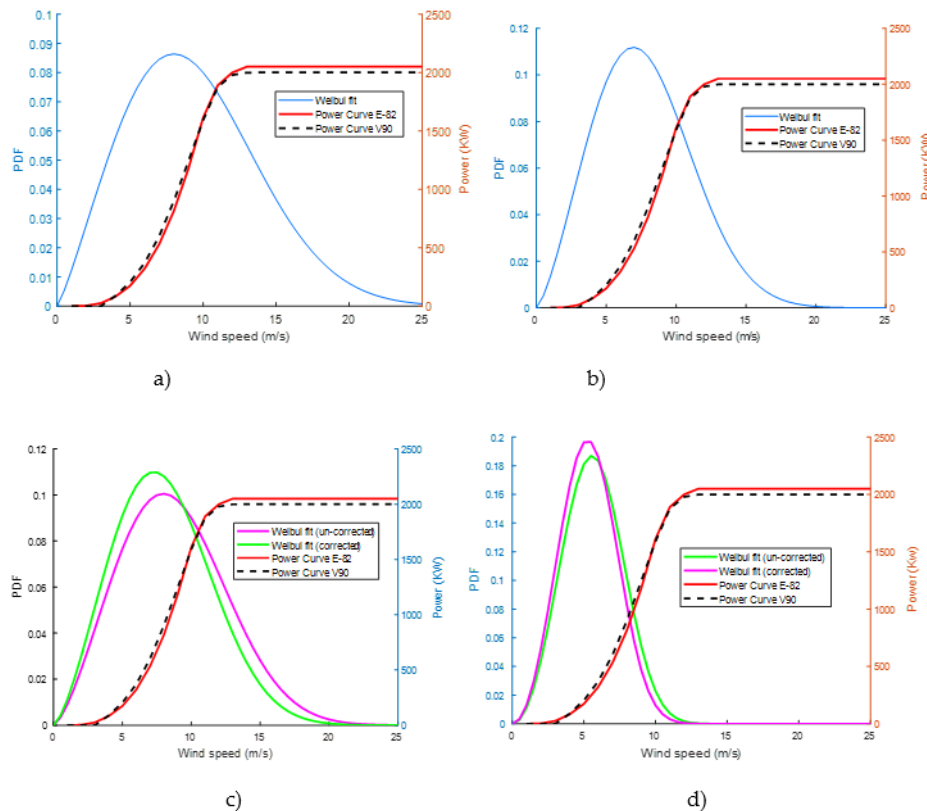 0.1
0.09
0.08
0.07
0.06
0.05
0.04
0.03
0.02
0.01
0
PDF
0 5 10 15 20 25
Wind speed (m/s)
2500
2000
1500
1000
500
0
Power (KW)
Weibul fit
Power Curve E-82
Power Curve V90
a)
0.12
0.1
0.08
0.06
0.04
0.02
0
PDF
0 5 10 15 20 25
Wind speed (m/s)
2500
2000
1500
1000
500
0
Power (KW)
Weibul fit
Power Curve E-82
Power Curve V90
b)
0.12
0.1
0.08
0.06
0.04
0.02
0
PDF
0 5 10 15 20 25
Wind speed (m/s)
2500
2000
1500
1000
500
0
Power (KW)
Weibul fit (un-corrected)
Weibul fit (corrected)
Power Curve E-82
Power Curve V90
c)
0.2
0.18
0.16
0.14
0.12
0.1
0.08
0.06
0.04
0.02
0
PDF
0 5 10 15 20 25
Wind speed (m/s)
2500
2000
1500
1000
500
0
Power (KW)
Weibul fit (un-corrected)
Weibul fit (corrected)
Power Curve E-82
Power Curve V90
d)